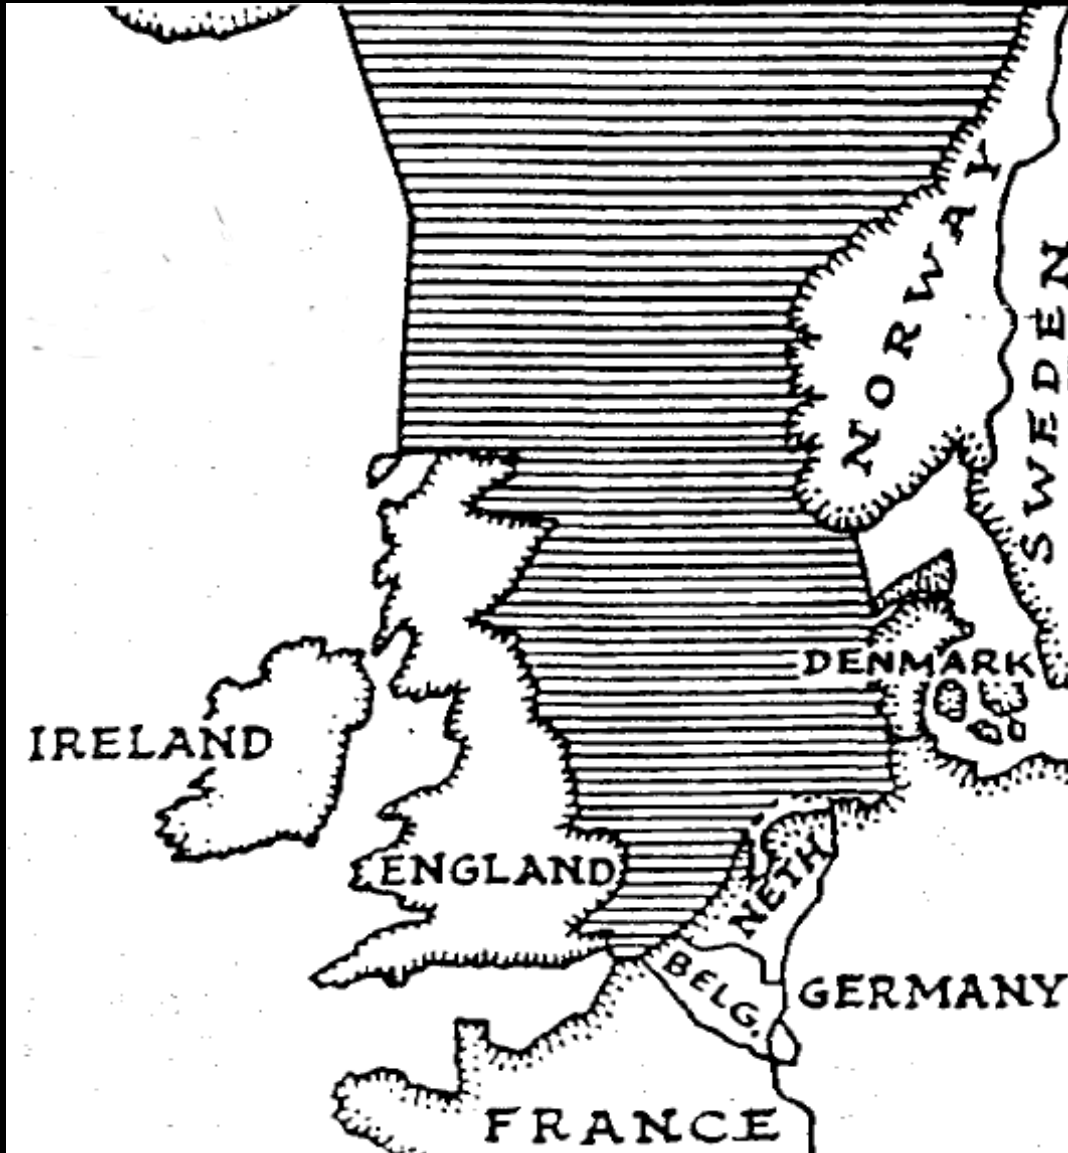 NORWAY
SWEDEN
DENMARK
IRELAND
ENGLAND
NETH
BELG.
GERMANY
FRANCE